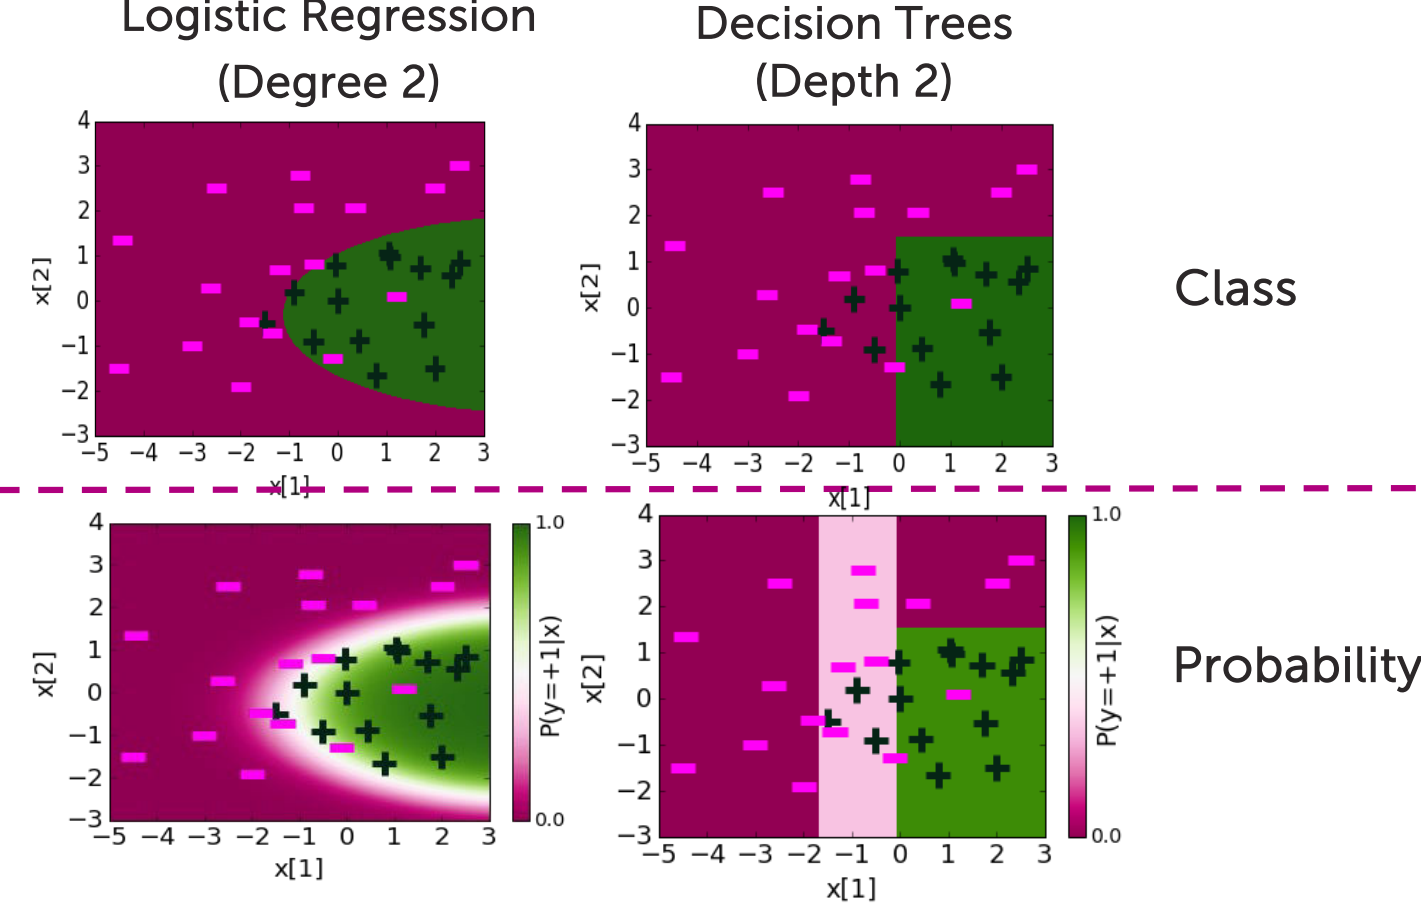 Logistic Regression
(Degree 2)
Decision Trees
(Depth 2)
4
3
2
1
0
−1
−2
−3
x[2]
−5 −4 −3 −2 −1 0 1 2 3
x[1]
4
3
2
1
0
−1
−2
−3
x[2]
−5 −4 −3 −2 −1 0 1 2 3
x[1]
Class
4
3
2
1
0
−1
−2
−3
x[2]
−5 −4 −3 −2 −1 0 1 2 3
x[1]
1.0
0.0
P(y=+1|x)
4
3
2
1
0
−1
−2
−3
x[2]
−5 −4 −3 −2 −1 0 1 2 3
x[1]
1.0
0.0
P(y=+1|x)
Probability